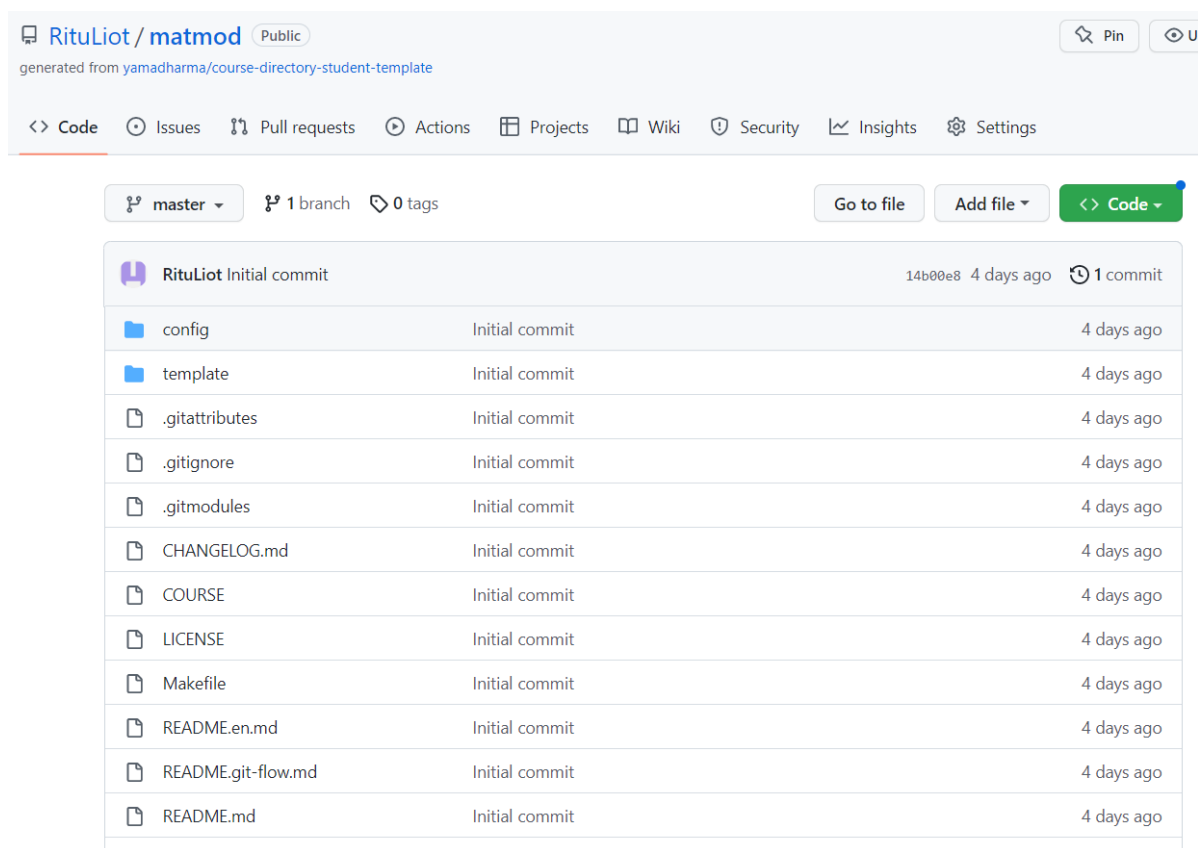 RituLiot / matmod Public Pin
generated from yamadharma/course-directory-student-template
Code Issues Pull requests Actions Projects Wiki Security Insights Settings
master 1 branch 0 tags Go to file Add file Code
RituLiot Initial commit 14b00e8 4 days ago 1 commit
config Initial commit 4 days ago
template Initial commit 4 days ago
.gitattributes Initial commit 4 days ago
.gitignore Initial commit 4 days ago
.gitmodules Initial commit 4 days ago
CHANGELOG.md Initial commit 4 days ago
COURSE Initial commit 4 days ago
LICENSE Initial commit 4 days ago
Makefile Initial commit 4 days ago
README.en.md Initial commit 4 days ago
README.git-flow.md Initial commit 4 days ago
README.md Initial commit 4 days ago